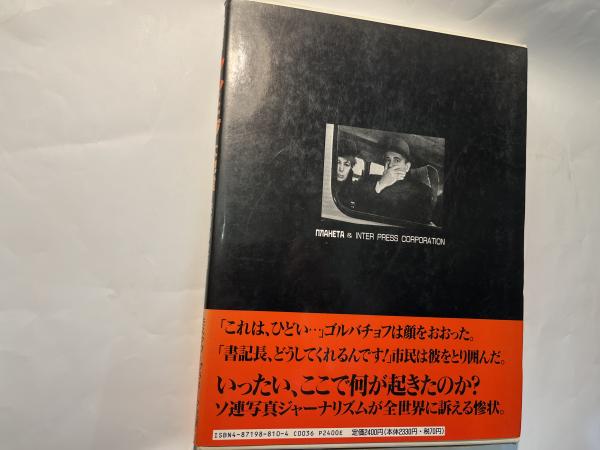 ПЛАНЕТА & INTER PRESS CORPORATION
「これは、ひどい…」ゴルバチョフは顔をおおった。
「書記長、どうしてくれるんです!」市民は彼をとり囲んだ。
いったい、ここで何が起きたのか?
ソ連写真ジャーナリズムが全世界に訴える惨状。
ISBN4-87198-810-4 C0036 P2400E 定価2400円(本体2330円・税70円)